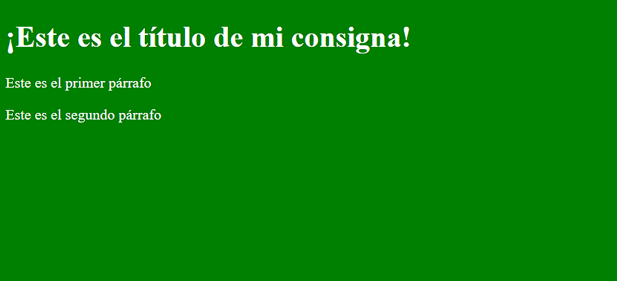 ¡Este es el título de mi consigna!
Este es el primer párrafo
Este es el segundo párrafo